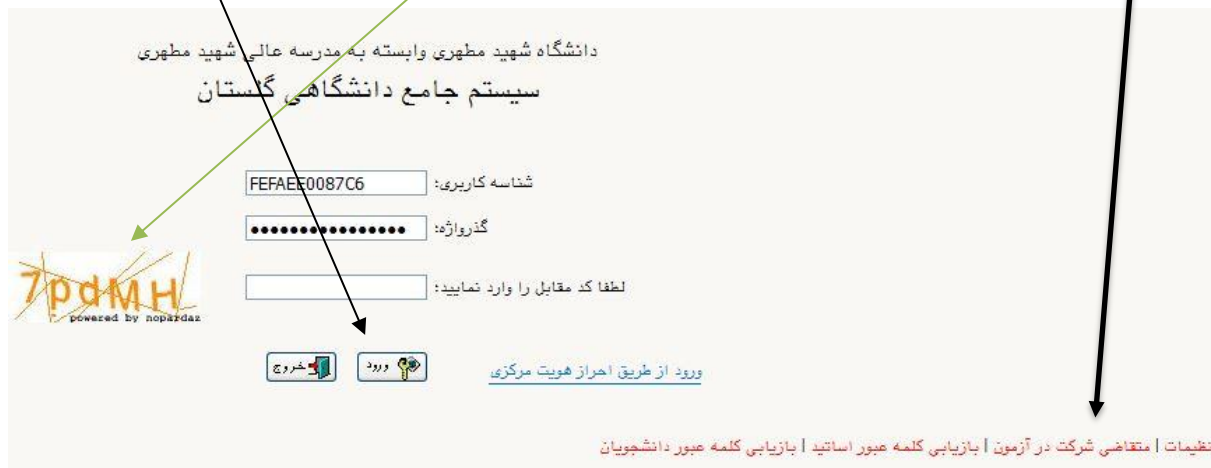 دانشگاه شهید مطهری وابسته به مدرسه عالی شهید مطهری
سیستم جامع دانشگاهی گلستان
شناسه کاربری: FEFAEE0087C6
گذرواژه: ●●●●●●●●●●●●●●●●
لطفا کد مقابل را وارد نمایید:
7pdMH
powered by nopardaz
ورود از طریق احراز هویت مرکزی ورود خروج
تنظیمات | متقاضی شرکت در آزمون | بازیابی کلمه عبور اساتید | بازیابی کلمه عبور دانشجویان